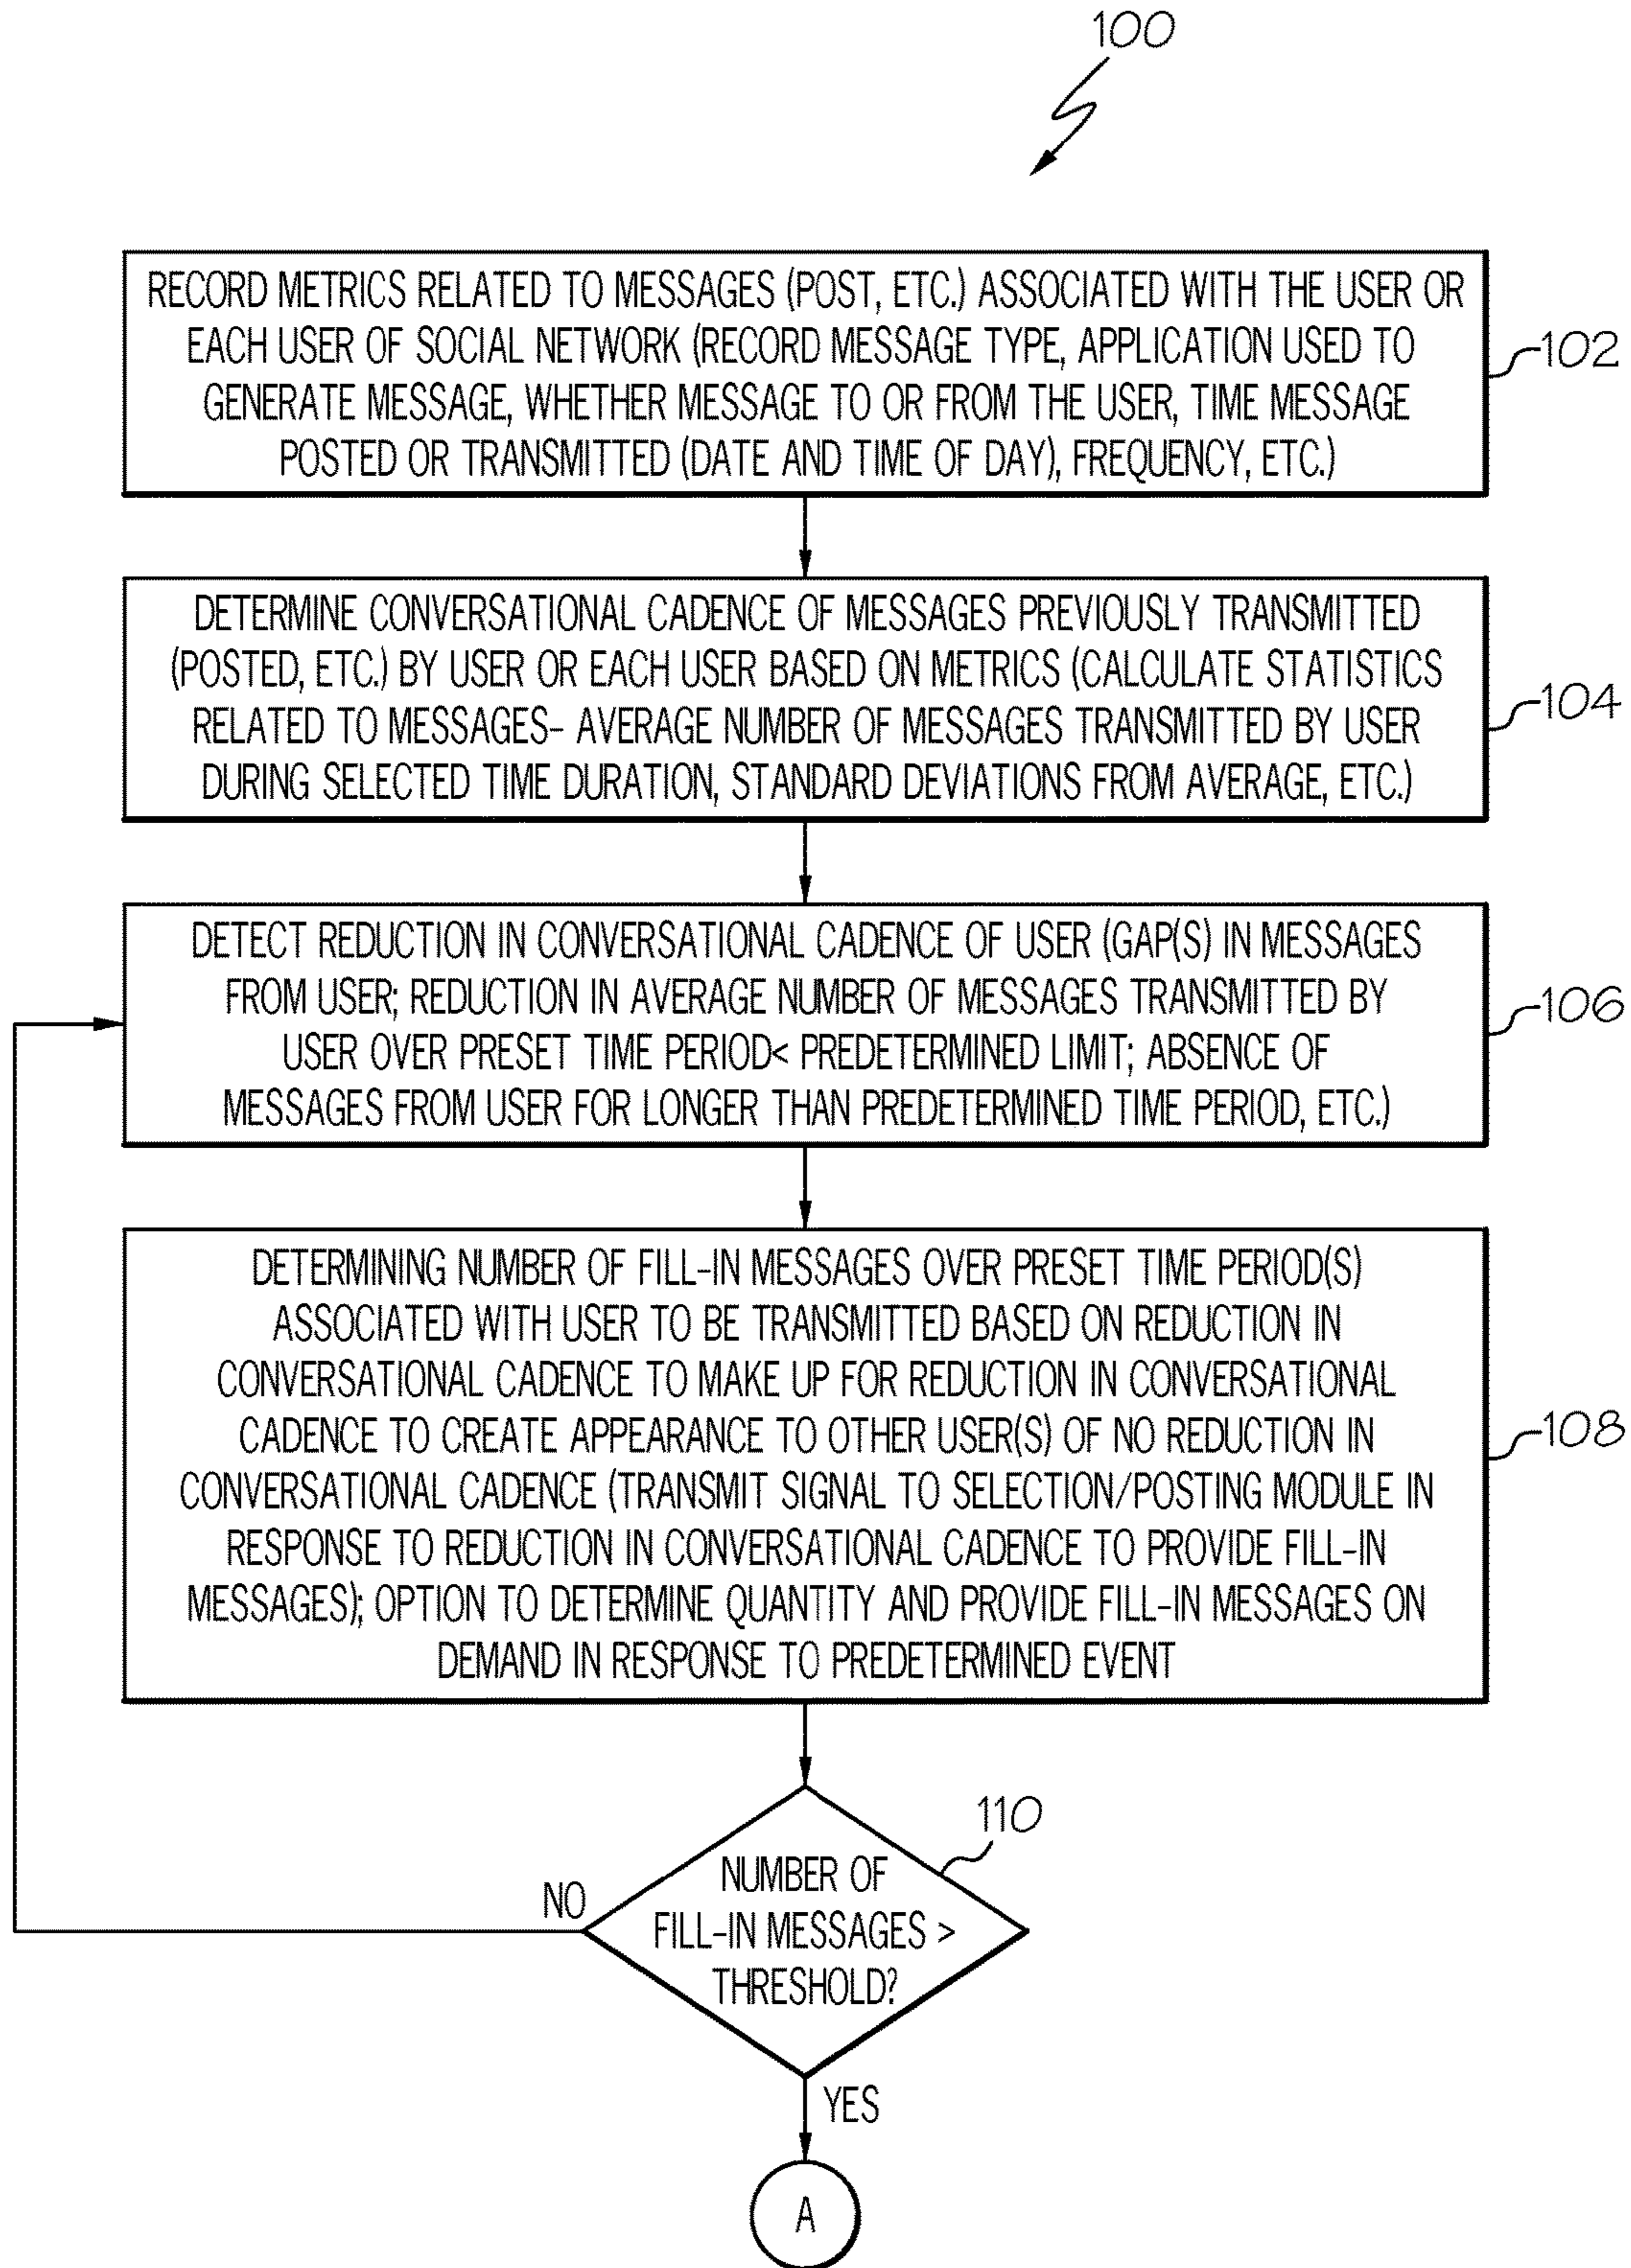 100
RECORD METRICS RELATED TO MESSAGES (POST, ETC.) ASSOCIATED WITH THE USER OR
EACH USER OF SOCIAL NETWORK (RECORD MESSAGE TYPE, APPLICATION USED TO
GENERATE MESSAGE, WHETHER MESSAGE TO OR FROM THE USER, TIME MESSAGE
POSTED OR TRANSMITTED (DATE AND TIME OF DAY), FREQUENCY, ETC.)
102
DETERMINE CONVERSATIONAL CADENCE OF MESSAGES PREVIOUSLY TRANSMITTED
(POSTED, ETC.) BY USER OR EACH USER BASED ON METRICS (CALCULATE STATISTICS
RELATED TO MESSAGES- AVERAGE NUMBER OF MESSAGES TRANSMITTED BY USER
DURING SELECTED TIME DURATION, STANDARD DEVIATIONS FROM AVERAGE, ETC.)
104
DETECT REDUCTION IN CONVERSATIONAL CADENCE OF USER (GAP(S) IN MESSAGES
FROM USER; REDUCTION IN AVERAGE NUMBER OF MESSAGES TRANSMITTED BY
USER OVER PRESET TIME PERIOD< PREDETERMINED LIMIT; ABSENCE OF
MESSAGES FROM USER FOR LONGER THAN PREDETERMINED TIME PERIOD, ETC.)
106
DETERMINING NUMBER OF FILL-IN MESSAGES OVER PRESET TIME PERIOD(S)
ASSOCIATED WITH USER TO BE TRANSMITTED BASED ON REDUCTION IN
CONVERSATIONAL CADENCE TO MAKE UP FOR REDUCTION IN CONVERSATIONAL
CADENCE TO CREATE APPEARANCE TO OTHER USER(S) OF NO REDUCTION IN
CONVERSATIONAL CADENCE (TRANSMIT SIGNAL TO SELECTION/POSTING MODULE IN
RESPONSE TO REDUCTION IN CONVERSATIONAL CADENCE TO PROVIDE FILL-IN
MESSAGES); OPTION TO DETERMINE QUANTITY AND PROVIDE FILL-IN MESSAGES ON
DEMAND IN RESPONSE TO PREDETERMINED EVENT
108
110
NUMBER OF
FILL-IN MESSAGES >
THRESHOLD?
NO
YES
A